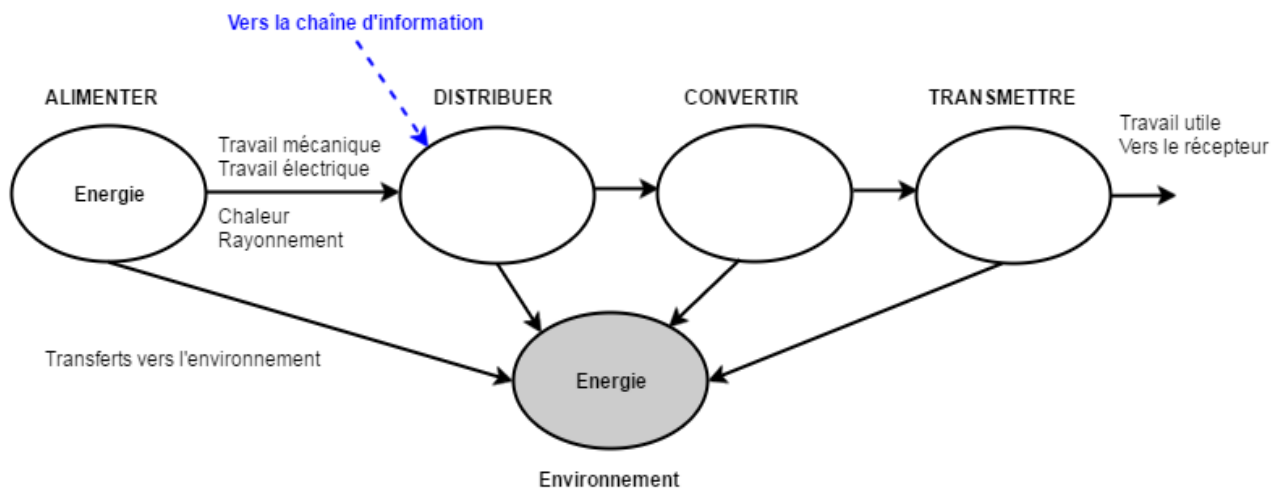 Vers la chaîne d'information
ALIMENTER
DISTRIBUER
CONVERTIR
TRANSMETTRE
Travail mécanique
Travail électrique
Travail utile
Vers le récepteur
Energie
Chaleur
Rayonnement
Transferts vers l'environnement
Energie
Environnement